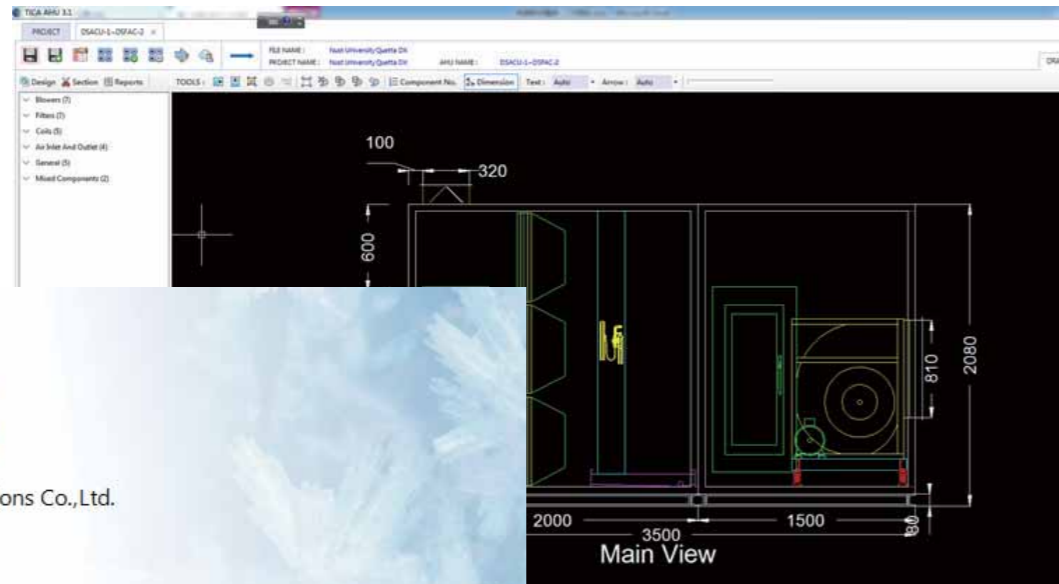 TICA AHU 3.1
PROJECT DSACU-1~DSFAC-2 ×
FILE NAME : Nust University Quetta DX
PROJECT NAME : Nust University Quetta DX AHU NAME : DSACU-1~DSFAC-2
Design Section Reports TOOLS : Component No. Dimension Text : Auto Arrow : Auto
Blowers (7)
Filters (7)
Coils (5)
Air Inlet And Outlet (4)
General (5)
Mixed Components (2)
100
320
600
810
2080
ons Co.,Ltd.
2000
1500
80
3500
Main View